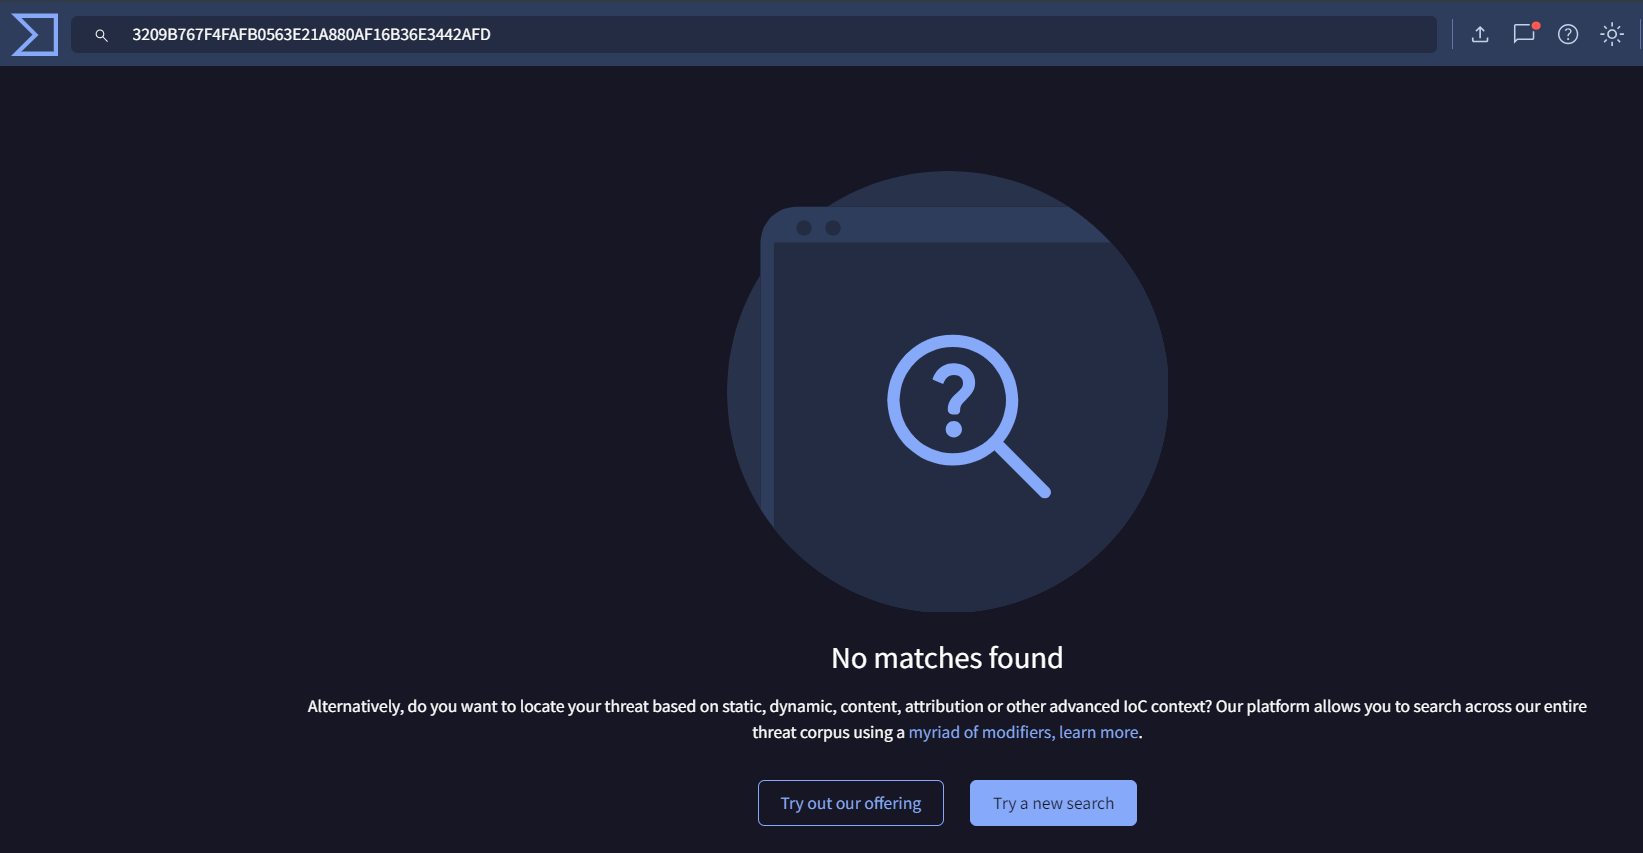 3209B767F4FAFB0563E21A880AF16B36E3442AFD
No matches found
Alternatively, do you want to locate your threat based on static, dynamic, content, attribution or other advanced IoC context? Our platform allows you to search across our entire
threat corpus using a myriad of modifiers, learn more.
Try out our offering
Try a new search